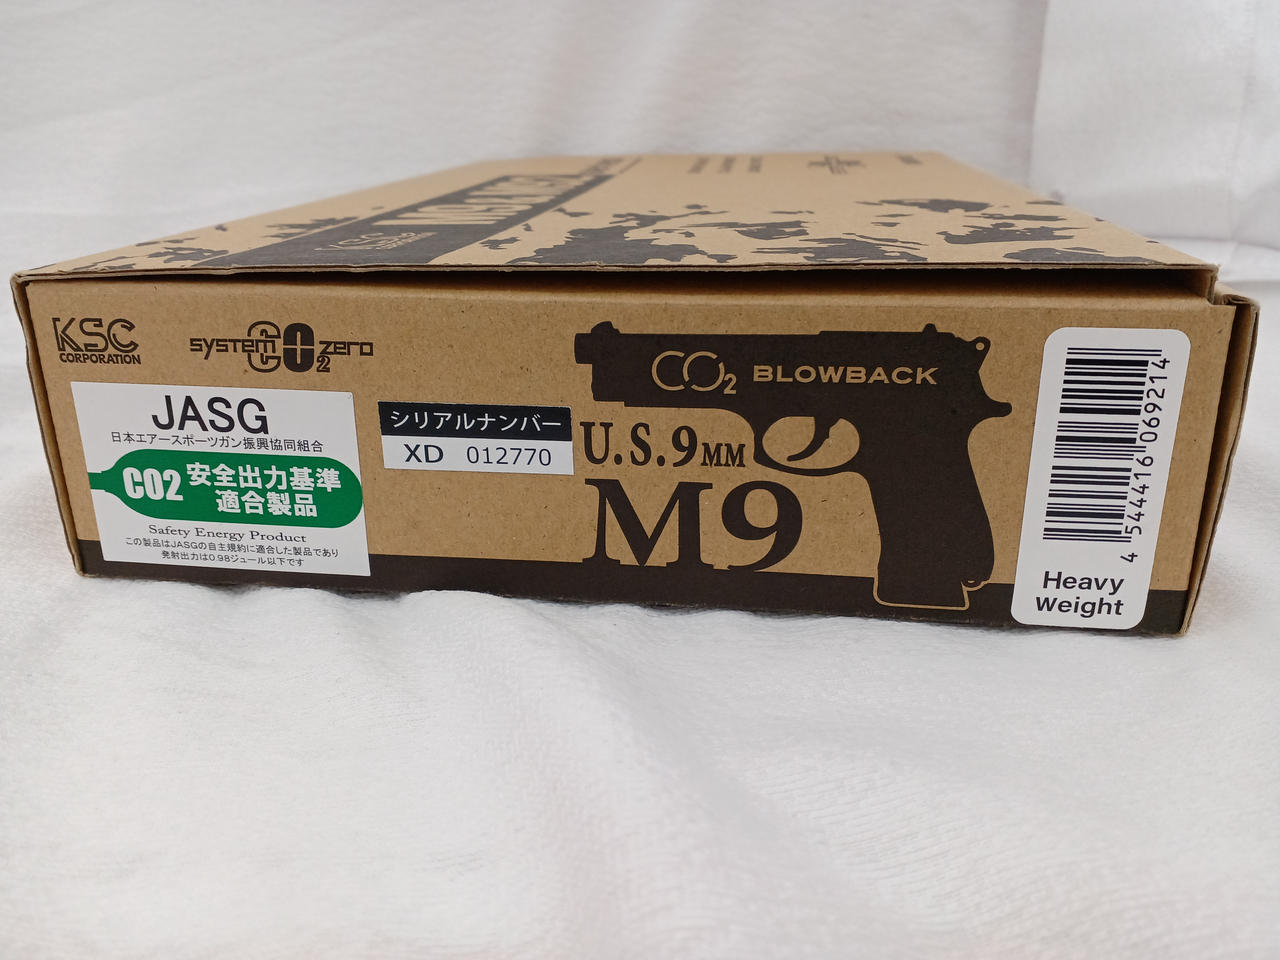 KSC
CORPORATION
system CO2 zero
JASG
日本エアースポーツガン振興協同組合
CO2 安全出力基準
適合製品
Safety Energy Product
この製品はJASGの自主規約に適合した製品であり
発射出力は0.98ジュール以下です
シリアルナンバー
XD 012770
CO2 BLOWBACK
U.S.9MM
M9
4 544416 069214
Heavy
Weight
KSC